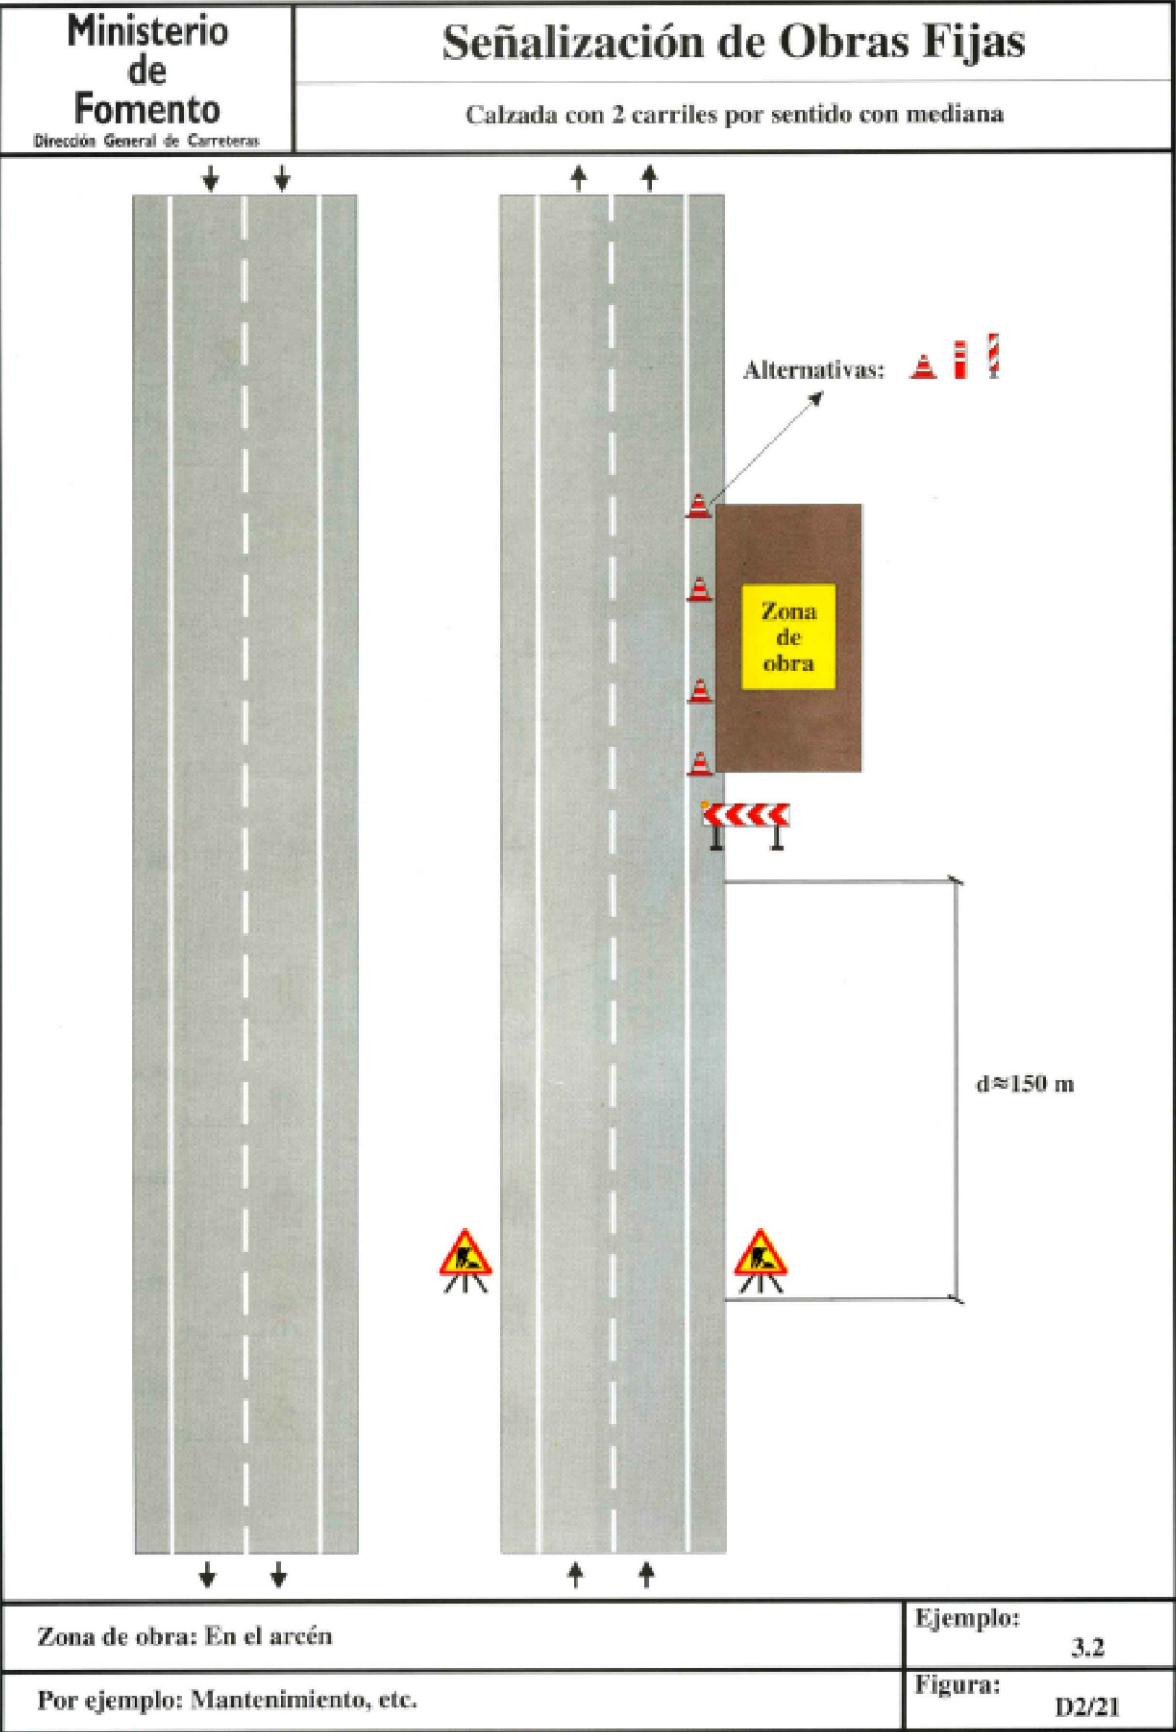 Ministerio
de
Fomento
Dirección General de Carreteras
Señalización de Obras Fijas
Calzada con 2 carriles por sentido con mediana
Alternativas:
Zona
de
obra
d≈150 m
Zona de obra: En el arcén
Ejemplo:
3.2
Por ejemplo: Mantenimiento, etc.
Figura:
D2/21